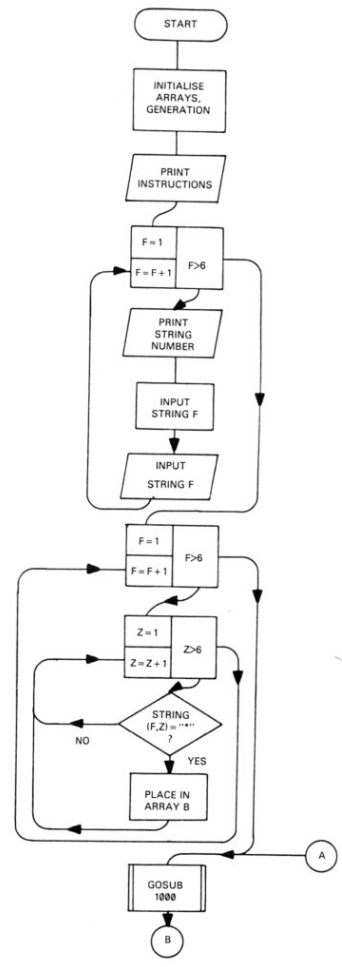 START
INITIALISE
ARRAYS,
GENERATION
PRINT
INSTRUCTIONS
F=1
F=F+1
F>6
PRINT
STRING
NUMBER
INPUT
STRING F
INPUT
STRING F
F=1
F=F+1
F>6
Z=1
Z=Z+1
Z>6
STRING
(F,Z)="*"
?
NO
YES
PLACE IN
ARRAY B
A
GOSUB
1000
B